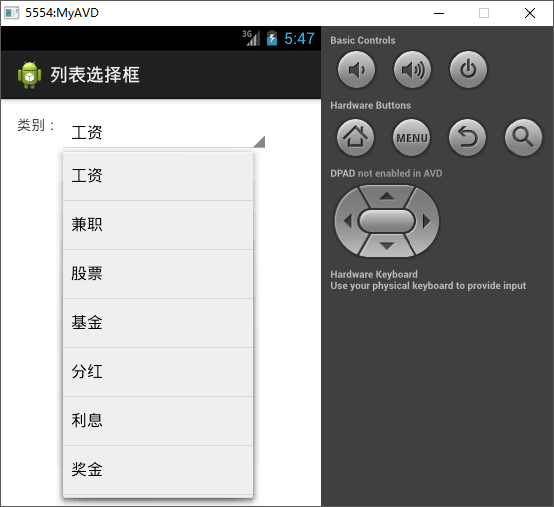 5554:MyAVD
3G 5:47
列表选择框
类别：
工资
工资
兼职
股票
基金
分红
利息
奖金
Basic Controls
Hardware Buttons
MENU
DPAD not enabled in AVD
Hardware Keyboard
Use your physical keyboard to provide input